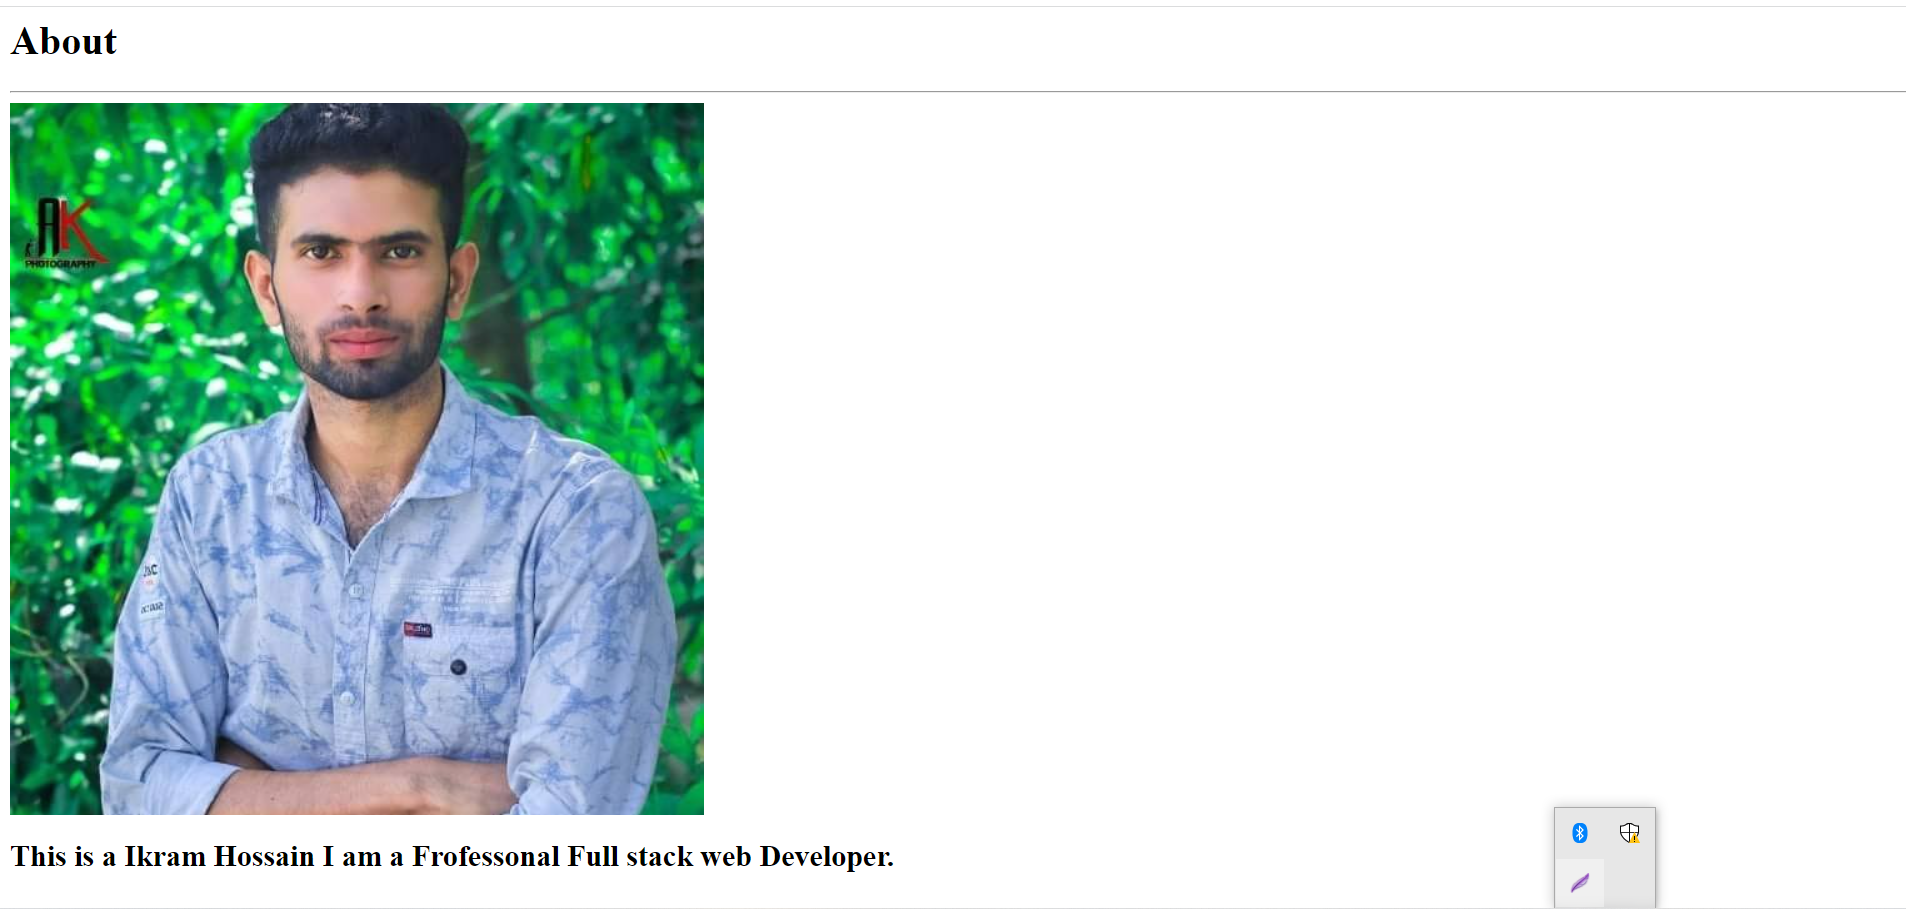 About
AK
PHOTOGRAPHY
This is a Ikram Hossain I am a Frofessonal Full stack web Developer.